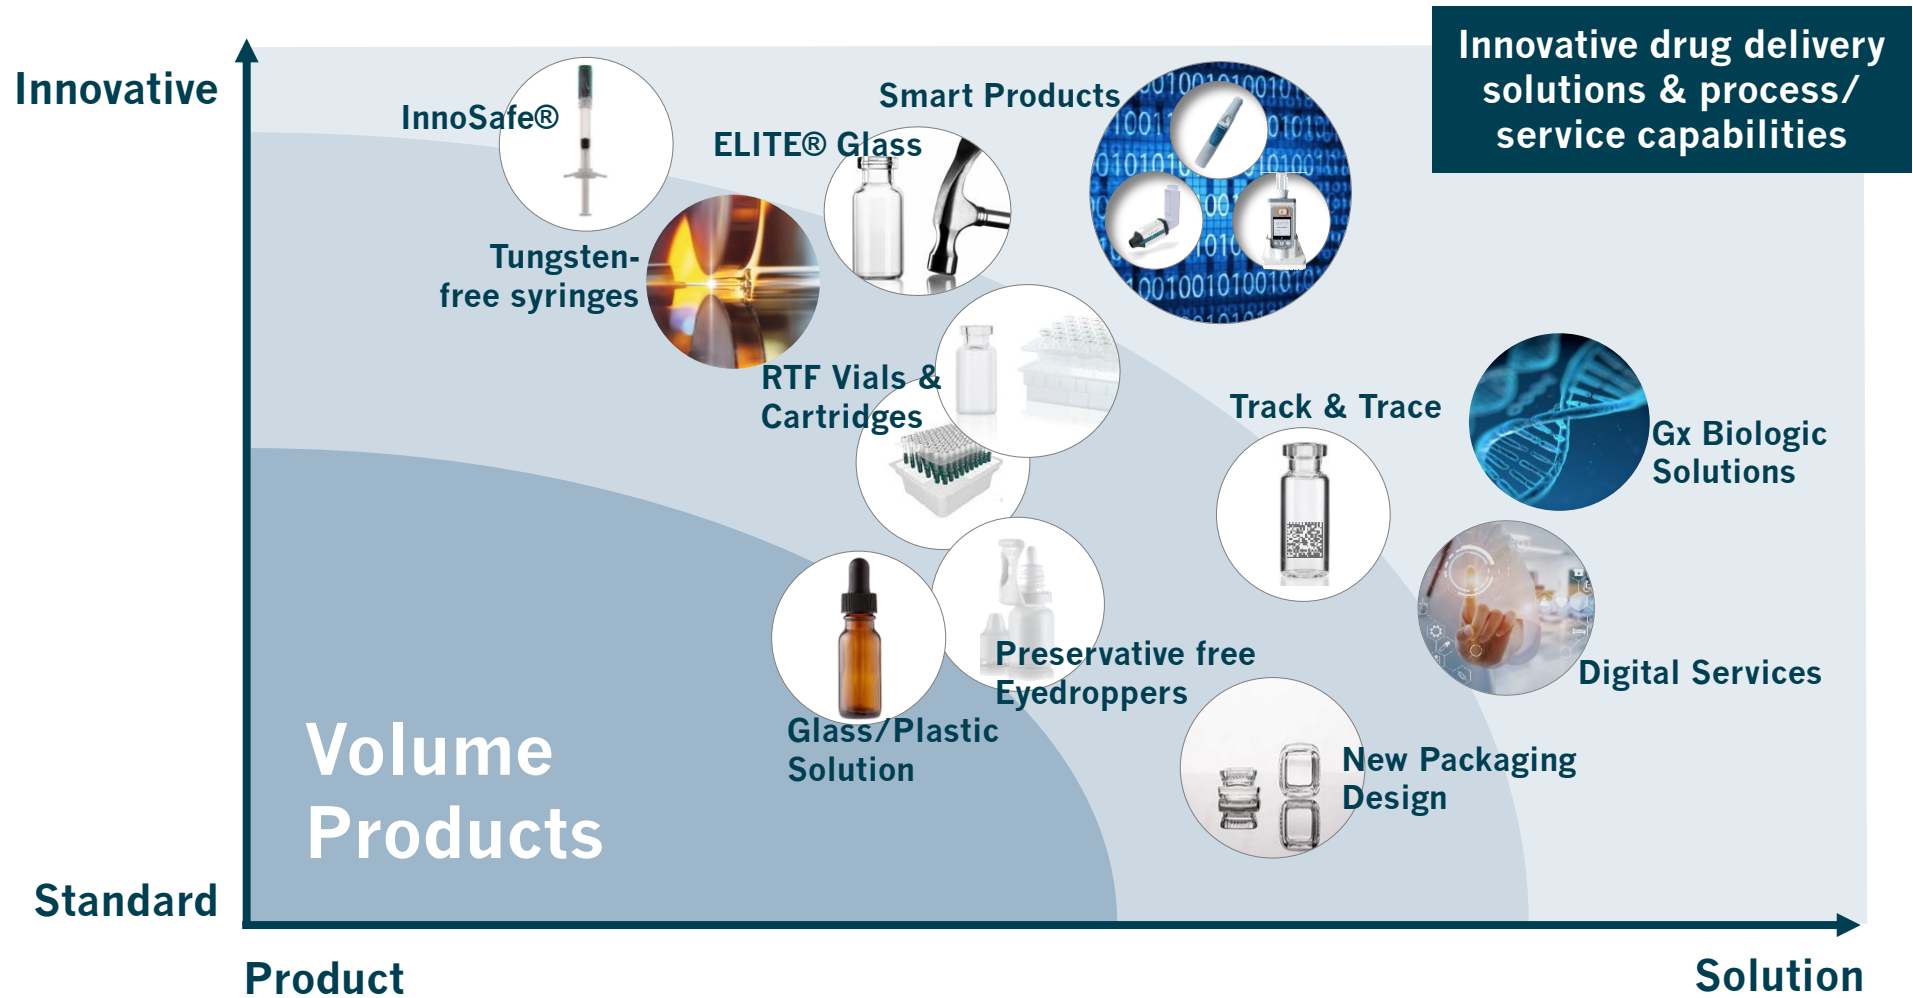 Innovative drug delivery
solutions & process/
service capabilities
Innovative
InnoSafe®
ELITE® Glass
Smart Products
Tungsten-
free syringes
RTF Vials &
Cartridges
Track & Trace
Gx Biologic
Solutions
Preservative free
Eyedroppers
Digital Services
Glass/Plastic
Solution
New Packaging
Design
Volume
Products
Standard
Product
Solution